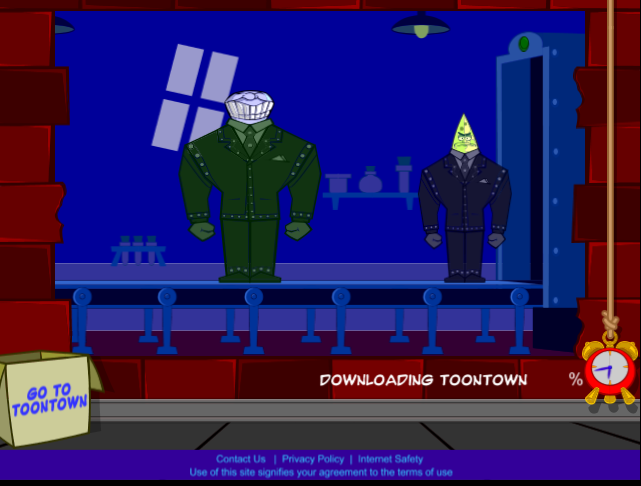 DOWNLOADING TOONTOWN %
GO TO
TOONTOWN
Contact Us | Privacy Policy | Internet Safety
Use of this site signifies your agreement to the terms of use